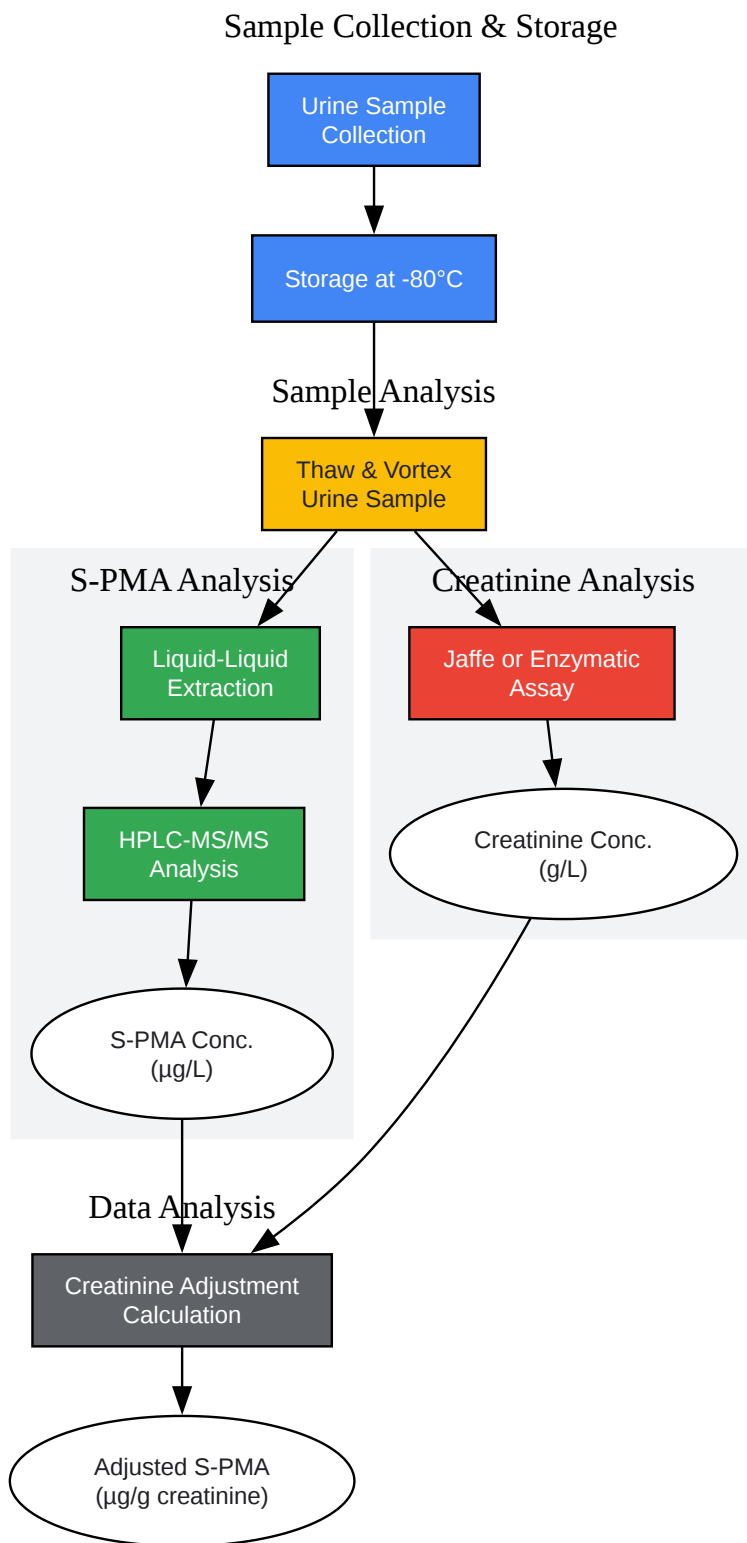 Sample Collection & Storage
Urine Sample
Collection
Storage at -80°C
Sample Analysis
Thaw & Vortex
Urine Sample
S-PMA Analysis
Liquid-Liquid
Extraction
HPLC-MS/MS
Analysis
S-PMA Conc.
(µg/L)
Creatinine Analysis
Jaffe or Enzymatic
Assay
Creatinine Conc.
(g/L)
Data Analysis
Creatinine Adjustment
Calculation
Adjusted S-PMA
(µg/g creatinine)